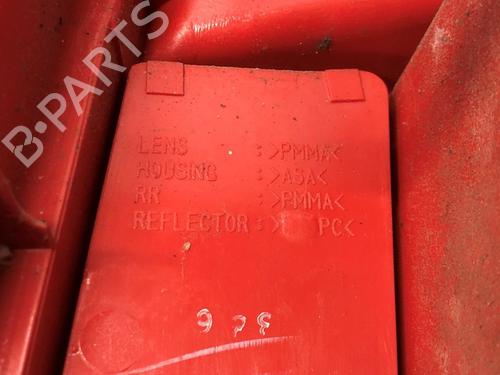 B-PARTS
LENS :>PMMA<
HOUSING :>ASA<
RR :>PMMA<
REFLECTOR :> PC<